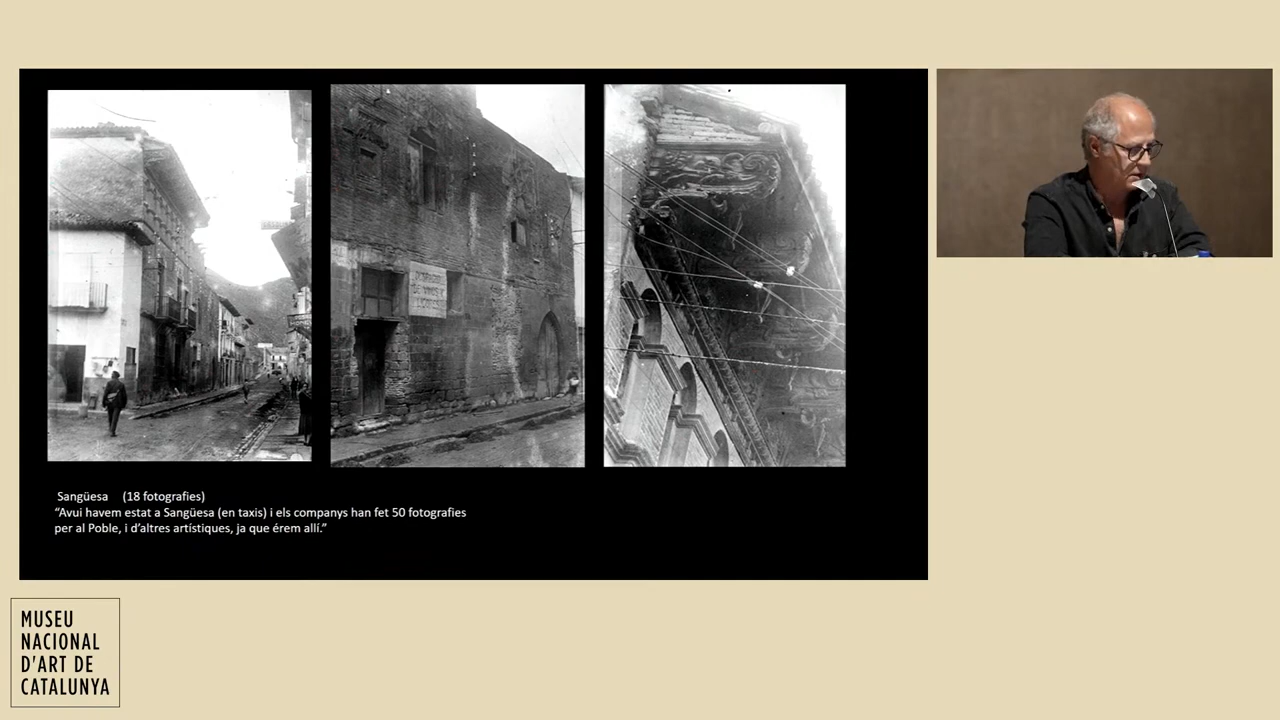 Sangüesa (18 fotografies)
“Avui havem estat a Sangüesa (en taxis) i els companys han fet 50 fotografies
per al Poble, i d’altres artístiques, ja que érem allí.”
MUSEU
NACIONAL
D'ART DE
CATALUNYA